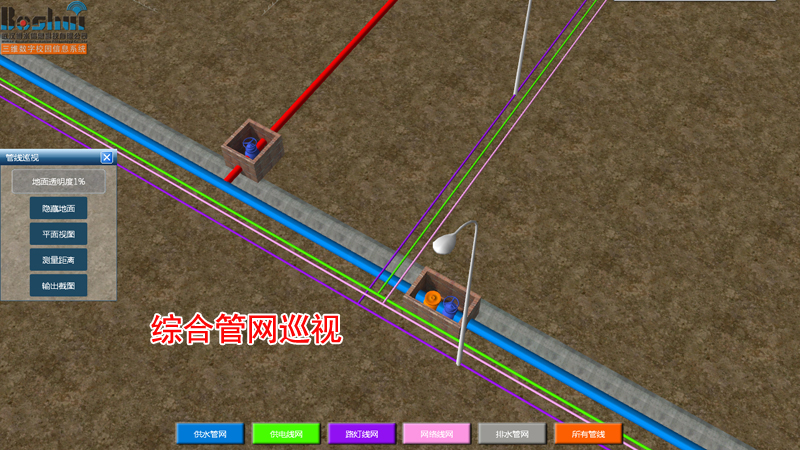 Roshui
三维数字校园信息系统
管线巡视
地面透明度1%
隐藏地面
平面视图
测量距离
输出截图
综合管网巡视
供水管网
供电线网
路灯线网
网络线网
排水管网
所有管线